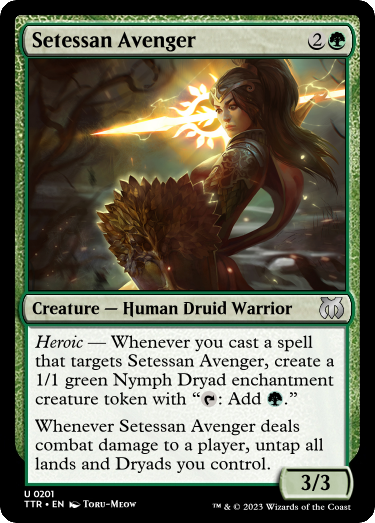 Setessan Avenger 2
Creature — Human Druid Warrior
Heroic — Whenever you cast a spell
that targets Setessan Avenger, create a
1/1 green Nymph Dryad enchantment
creature token with “: Add .”
Whenever Setessan Avenger deals
combat damage to a player, untap all
lands and Dryads you control.
3/3
U 0201
TTR • EN Toru-Meow
™ & © 2023 Wizards of the Coast